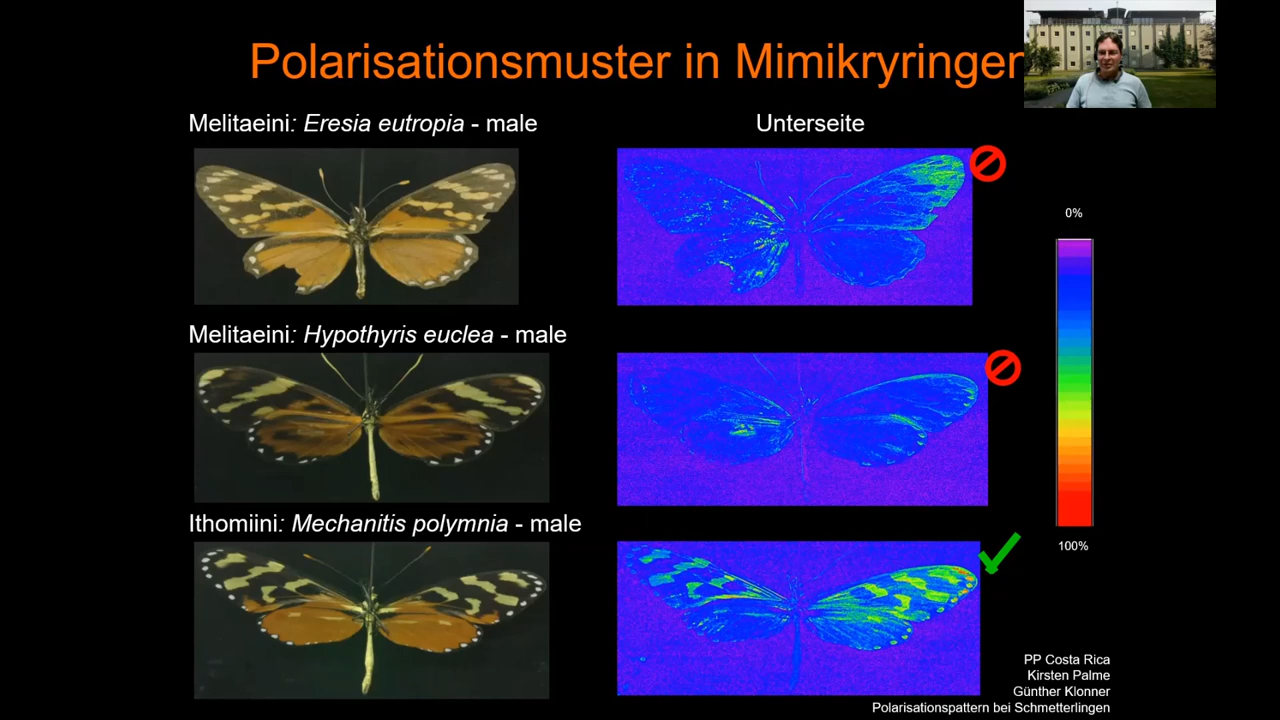 Polarisationsmuster in Mimikryringen
Melitaeini: Eresia eutropia - male
Unterseite
0%
Melitaeini: Hypothyris euclea - male
Ithomiini: Mechanitis polymnia - male
100%
PP Costa Rica
Kirsten Palme
Günther Klonner
Polarisationspattern bei Schmetterlingen